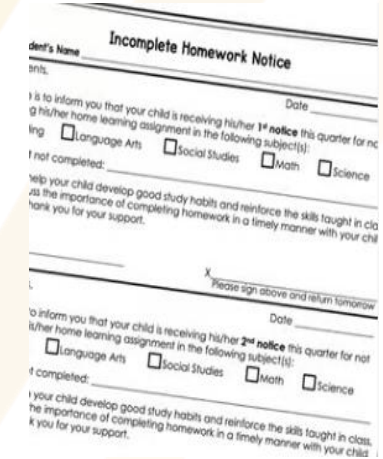 Incomplete Homework Notice
dent's Name
ents,
Date
is to inform you that your child is receiving his/her 1st notice this quarter for no
g his/her home learning assignment in the following subject(s):
ing Language Arts Social Studies Math Science
not completed:
help your child develop good study habits and reinforce the skills taught in cla
uss the importance of completing homework in a timely manner with your chil
hank you for your support.
X
Please sign above and return tomorrow
s,
Date
to inform you that your child is receiving his/her 2nd notice this quarter for not
is/her home learning assignment in the following subject(s):
Language Arts Social Studies Math Science
t completed:
your child develop good study habits and reinforce the skills taught in class,
the importance of completing homework in a timely manner with your child
k you for your support.